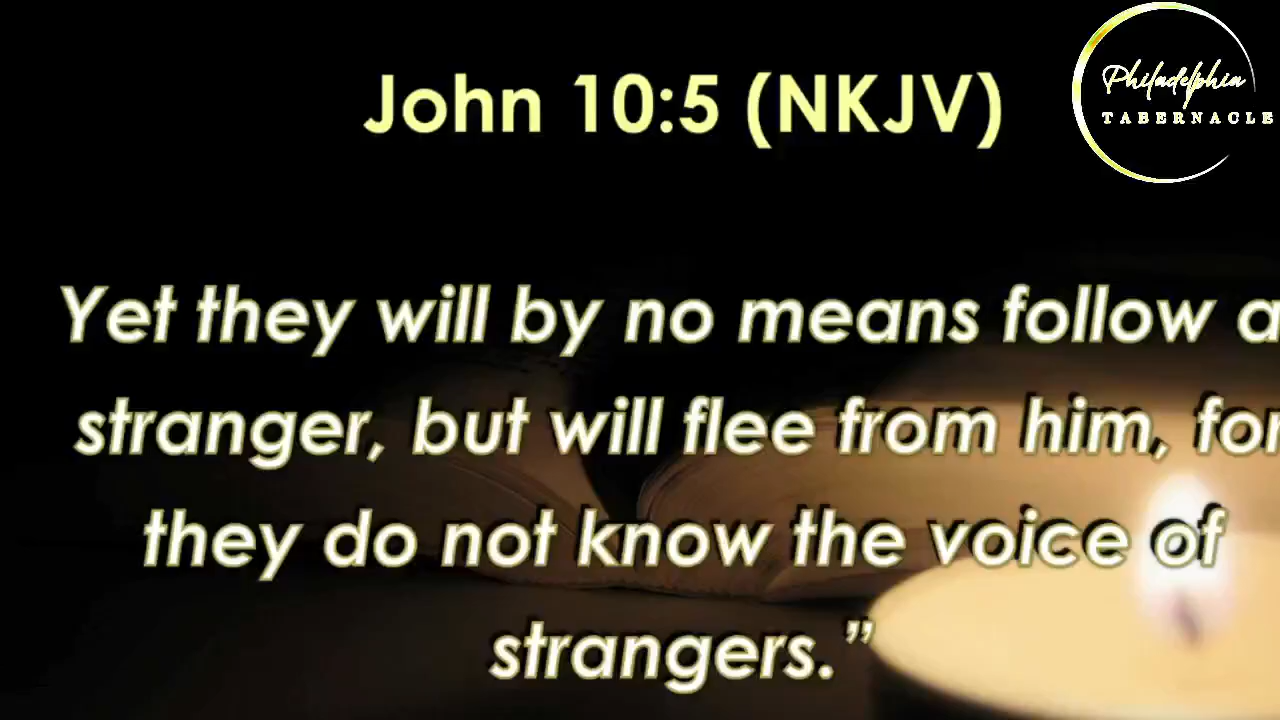 John 10:5 (NKJV)
Philadelphia
TABERNACLE
Yet they will by no means follow a
stranger, but will flee from him, for
they do not know the voice of
strangers.”